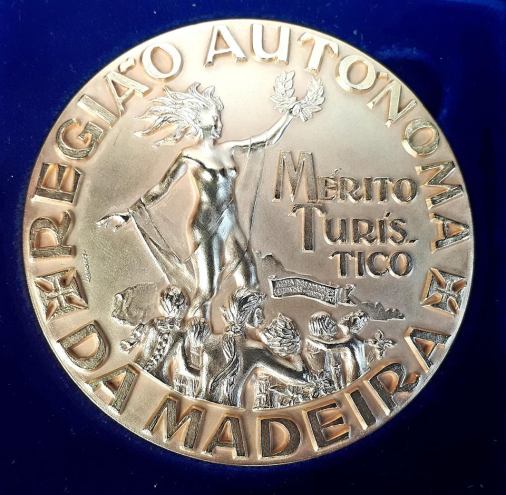 REGIÃO AUTÓNOMA
DA MADEIRA
MÉRITO
TURÍS-
TICO